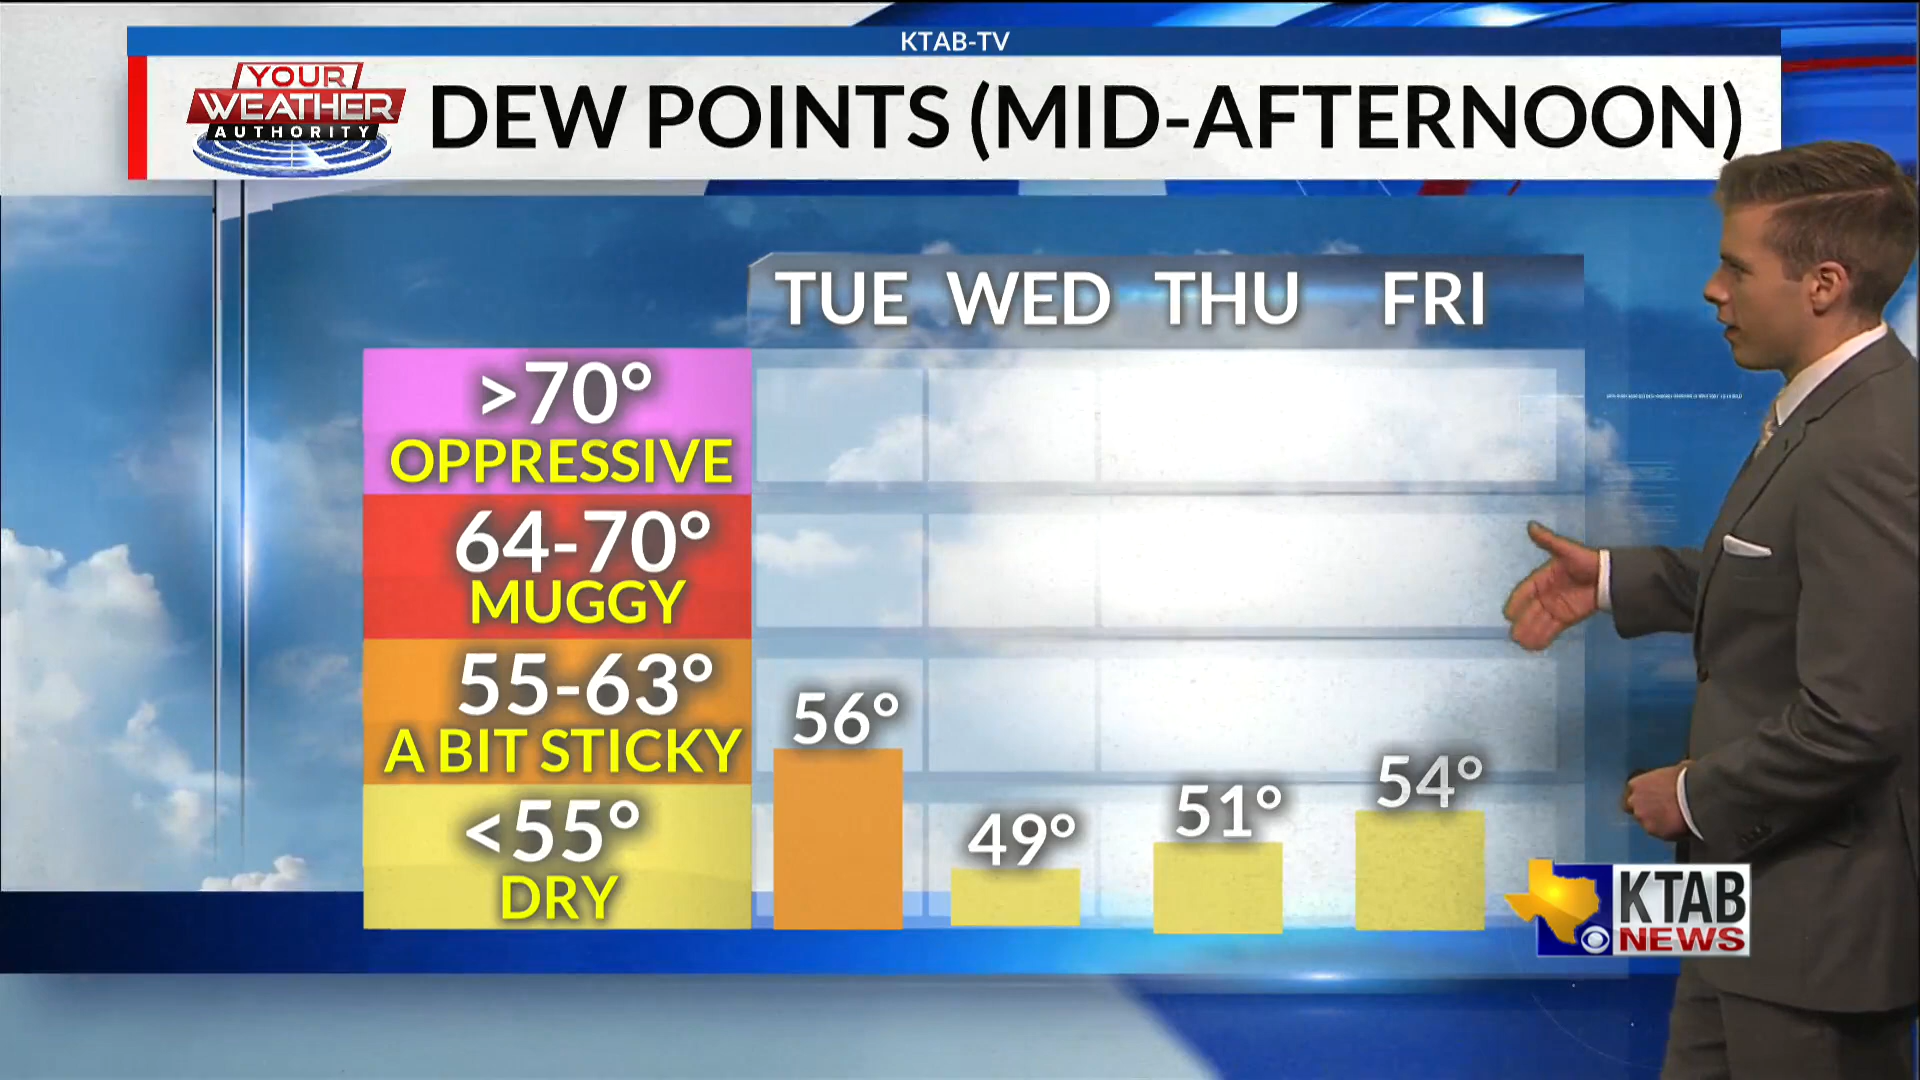 KTAB-TV
YOUR
WEATHER
AUTHORITY
DEW POINTS (MID-AFTERNOON)
TUE WED THU FRI
>70°
OPPRESSIVE
64-70°
MUGGY
55-63°
A BIT STICKY
56°
<55°
DRY
49°
51°
54°
KTAB
NEWS